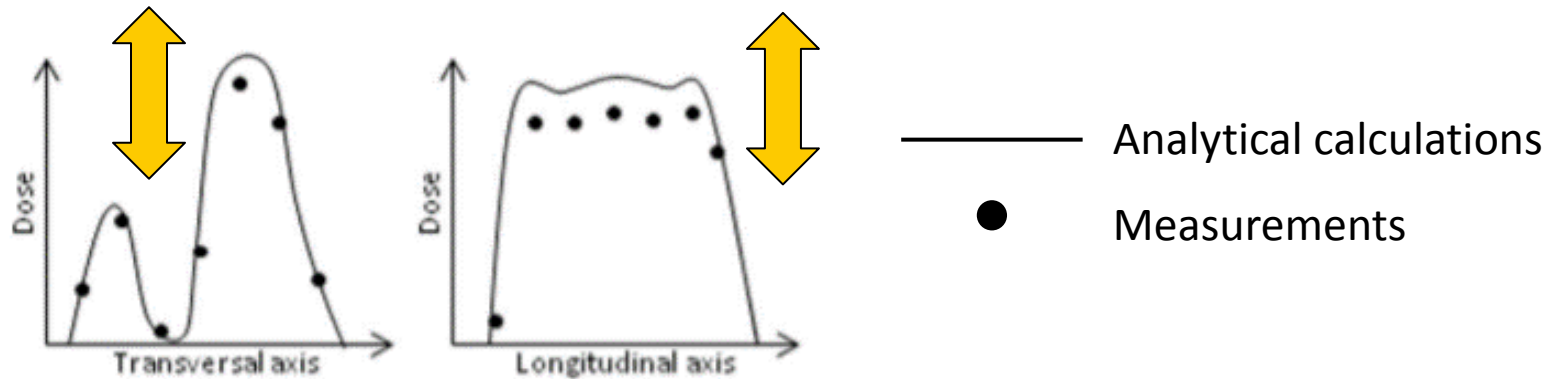 Dose
Transversal axis
Dose
Longitudinal axis
Analytical calculations
Measurements